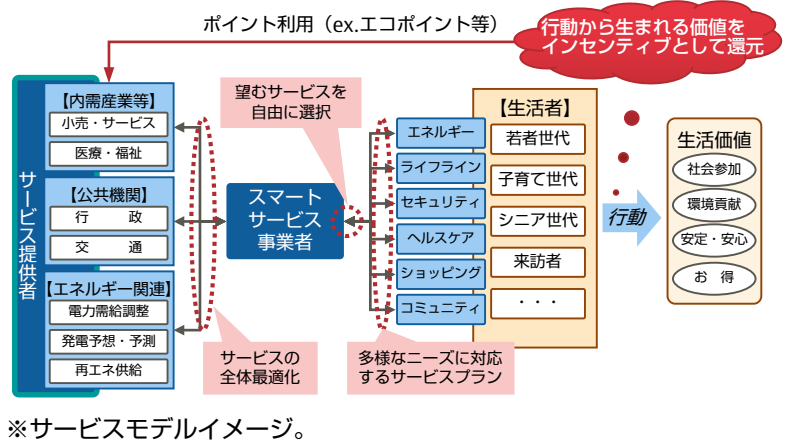 ポイント利用（ex.エコポイント等）
行動から生まれる価値を
インセンティブとして還元
サービス提供者
【内需産業等】
小売・サービス
医療・福祉
【公共機関】
行　政
交　通
【エネルギー関連】
電力需給調整
発電予想・予測
再エネ供給
サービスの
全体最適化
スマート
サービス
事業者
望むサービスを
自由に選択
エネルギー
ライフライン
セキュリティ
ヘルスケア
ショッピング
コミュニティ
多様なニーズに対応
するサービスプラン
【生活者】
若者世代
子育て世代
シニア世代
来訪者
・・・
行動
生活価値
社会参加
環境貢献
安定・安心
お　得
※サービスモデルイメージ。